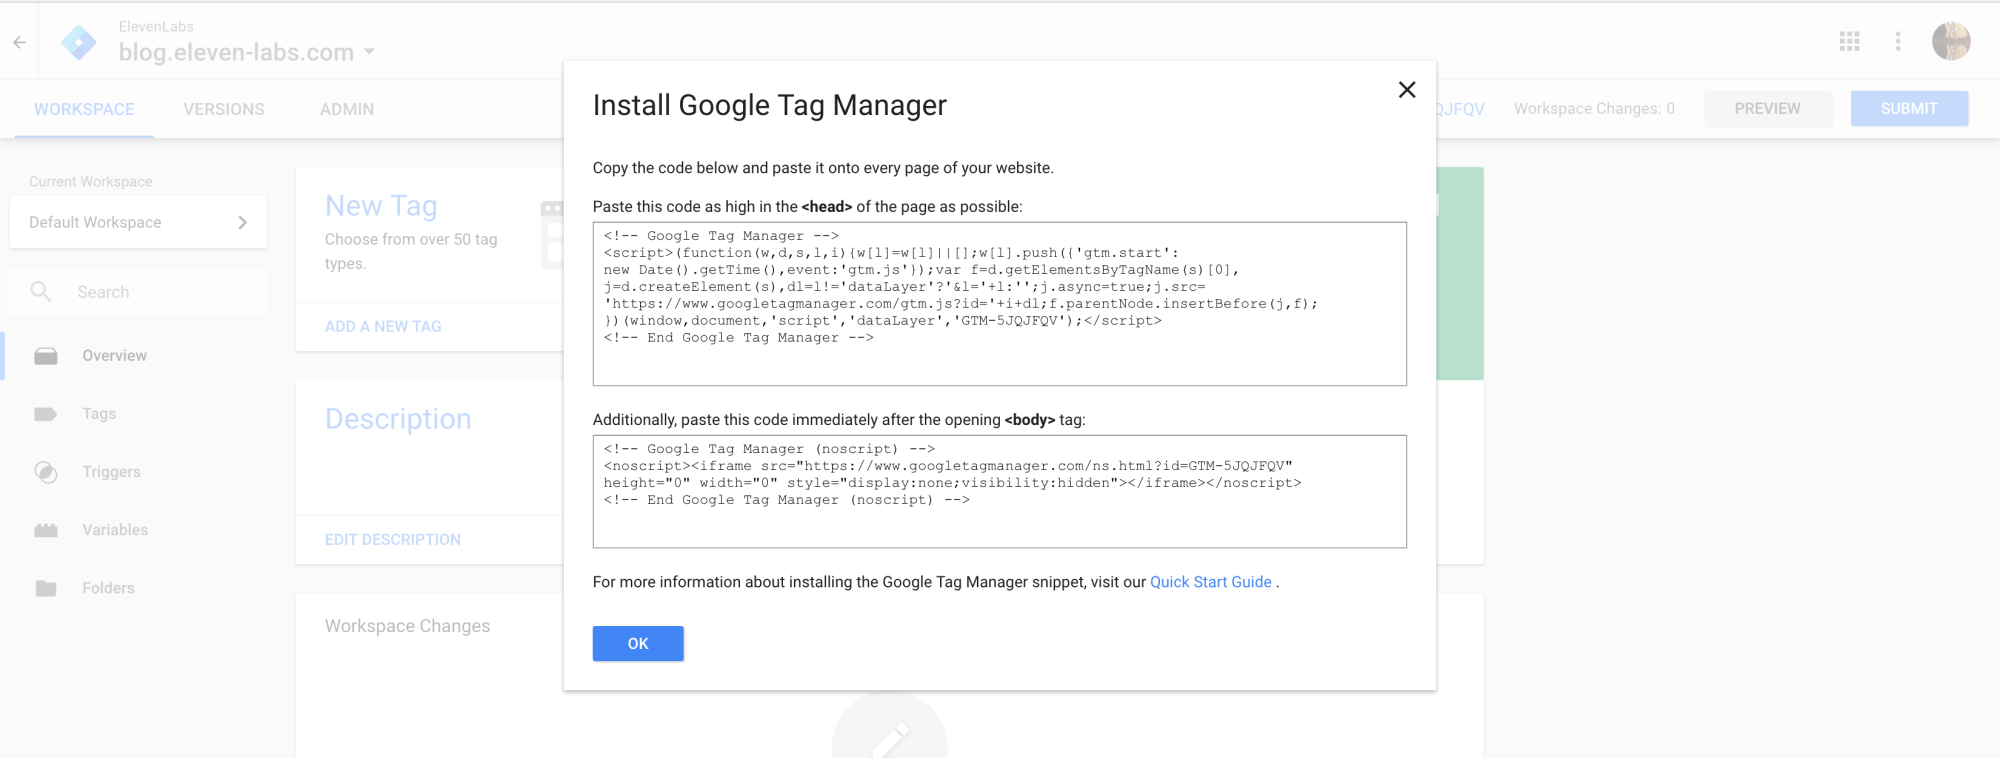 ElevenLabs
blog.eleven-labs.com
WORKSPACE VERSIONS ADMIN
QJFQV Workspace Changes: 0 PREVIEW SUBMIT
Current Workspace
Default Workspace
Search
Overview
Tags
Triggers
Variables
Folders
New Tag
Choose from over 50 tag
types.
ADD A NEW TAG
Description
EDIT DESCRIPTION
Workspace Changes
Install Google Tag Manager
Copy the code below and paste it onto every page of your website.
Paste this code as high in the <head> of the page as possible:
<!-- Google Tag Manager -->
<script>(function(w,d,s,l,i){w[l]=w[l]||[];w[l].push({'gtm.start':
new Date().getTime(),event:'gtm.js'});var f=d.getElementsByTagName(s)[0],
j=d.createElement(s),dl=l!='dataLayer'?'&l='+l:'';j.async=true;j.src=
'https://www.googletagmanager.com/gtm.js?id='+i+dl;f.parentNode.insertBefore(j,f);
})(window,document,'script','dataLayer','GTM-5JQJFQV');</script>
<!-- End Google Tag Manager -->
Additionally, paste this code immediately after the opening <body> tag:
<!-- Google Tag Manager (noscript) -->
<noscript><iframe src="https://www.googletagmanager.com/ns.html?id=GTM-5JQJFQV"
height="0" width="0" style="display:none;visibility:hidden"></iframe></noscript>
<!-- End Google Tag Manager (noscript) -->
For more information about installing the Google Tag Manager snippet, visit our Quick Start Guide .
OK